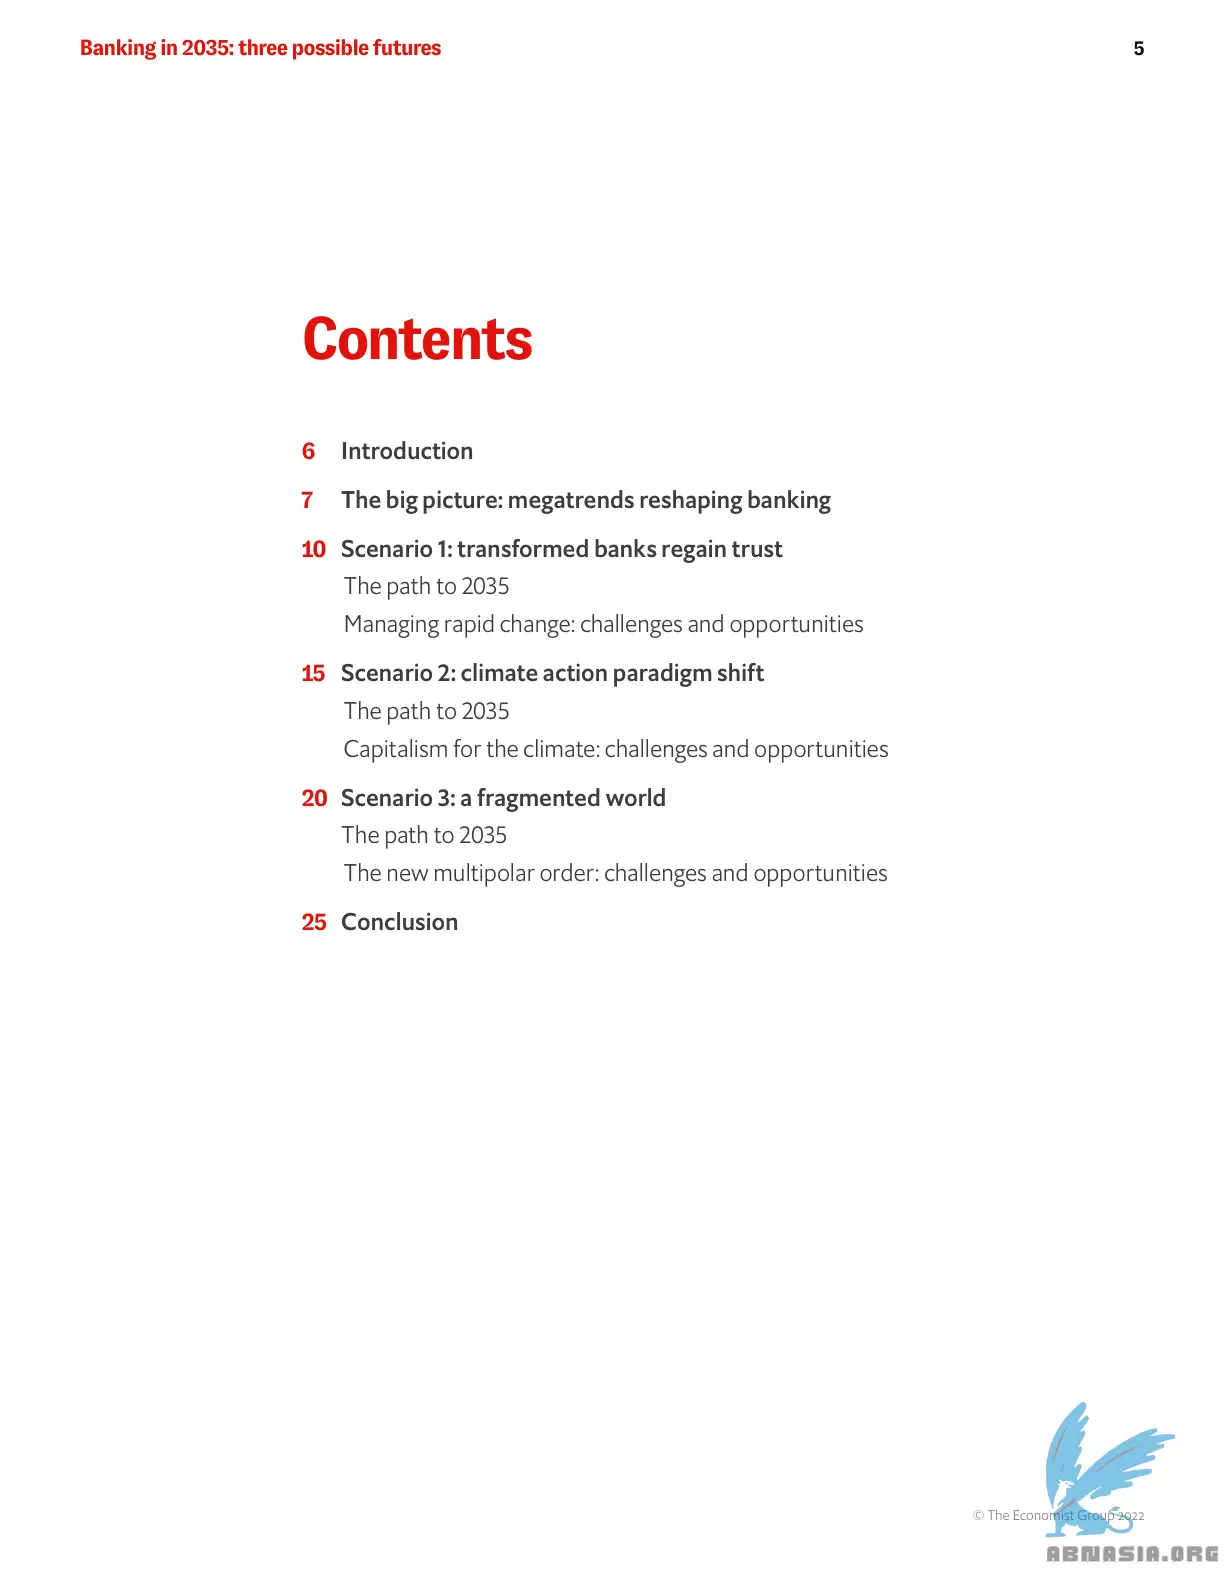 Banking in 2035: three possible futures
5
Contents
6 Introduction
7 The big picture: megatrends reshaping banking
10 Scenario 1: transformed banks regain trust
The path to 2035
Managing rapid change: challenges and opportunities
15 Scenario 2: climate action paradigm shift
The path to 2035
Capitalism for the climate: challenges and opportunities
20 Scenario 3: a fragmented world
The path to 2035
The new multipolar order: challenges and opportunities
25 Conclusion
© The Economist Group 2022
ABNASIA.ORG